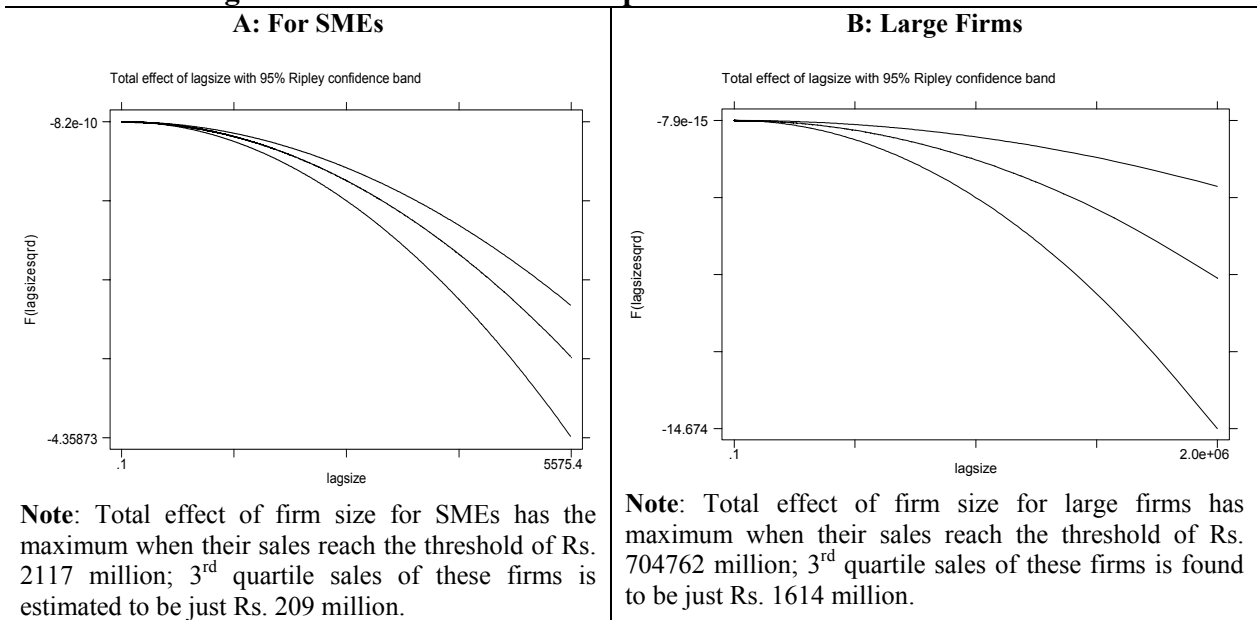 A: For SMEs
Total effect of lagsize with 95% Ripley confidence band
-8.2e-10
F(lagsizesqrd)
-4.35873
.1
5575.4
lagsize
Note: Total effect of firm size for SMEs has the
maximum when their sales reach the threshold of Rs.
2117 million; 3rd quartile sales of these firms is
estimated to be just Rs. 209 million.
B: Large Firms
Total effect of lagsize with 95% Ripley confidence band
-7.9e-15
F(lagsizesqrd)
-14.674
.1
2.0e+06
lagsize
Note: Total effect of firm size for large firms has
maximum when their sales reach the threshold of Rs.
704762 million; 3rd quartile sales of these firms is found
to be just Rs. 1614 million.